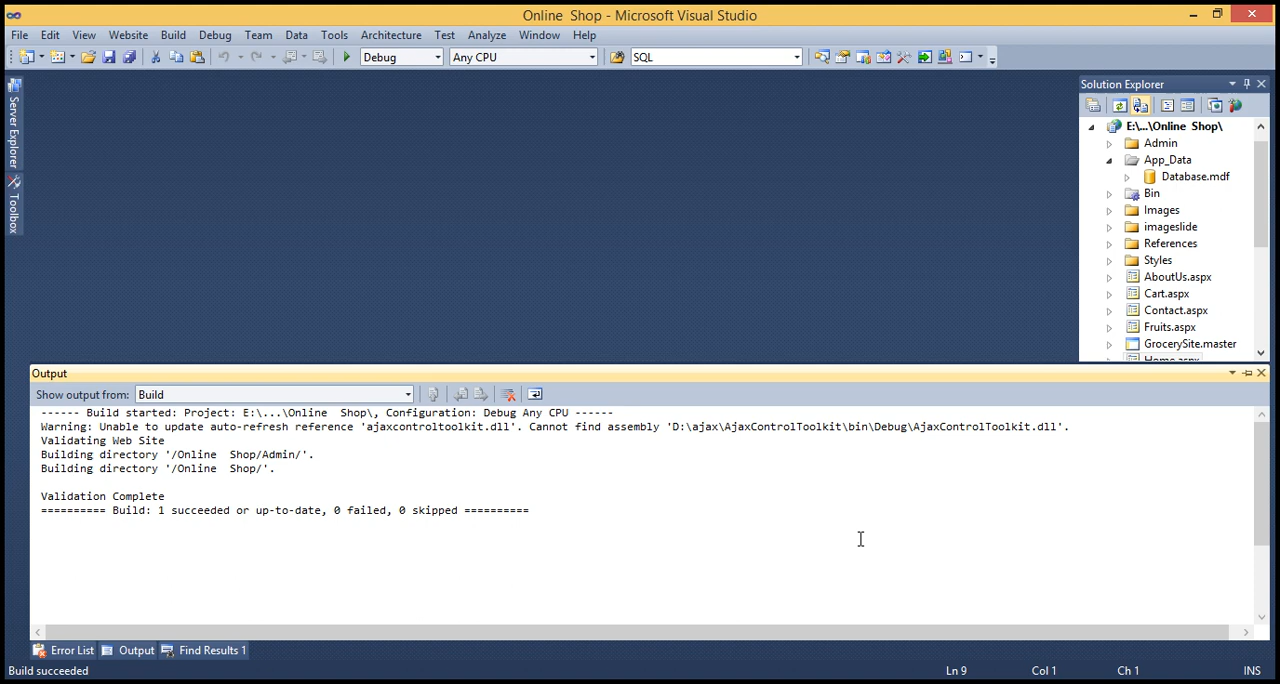 Online  Shop - Microsoft Visual Studio
File Edit View Website Build Debug Team Data Tools Architecture Test Analyze Window Help
Debug Any CPU SQL
Server Explorer
Toolbox
Solution Explorer
E:\...\Online  Shop\
Admin
App_Data
Database.mdf
Bin
Images
imageslide
References
Styles
AboutUs.aspx
Cart.aspx
Contact.aspx
Fruits.aspx
GrocerySite.master
Home.aspx
Output
Show output from: Build
------ Build started: Project: E:\...\Online  Shop\, Configuration: Debug Any CPU ------
Warning: Unable to update auto-refresh reference 'ajaxcontroltoolkit.dll'. Cannot find assembly 'D:\ajax\AjaxControlToolkit\bin\Debug\AjaxControlToolkit.dll'.
Validating Web Site
Building directory '/Online  Shop/Admin/'.
Building directory '/Online  Shop/'.
Validation Complete
========== Build: 1 succeeded or up-to-date, 0 failed, 0 skipped ==========
Error List Output Find Results 1
Build succeeded Ln 9 Col 1 Ch 1 INS